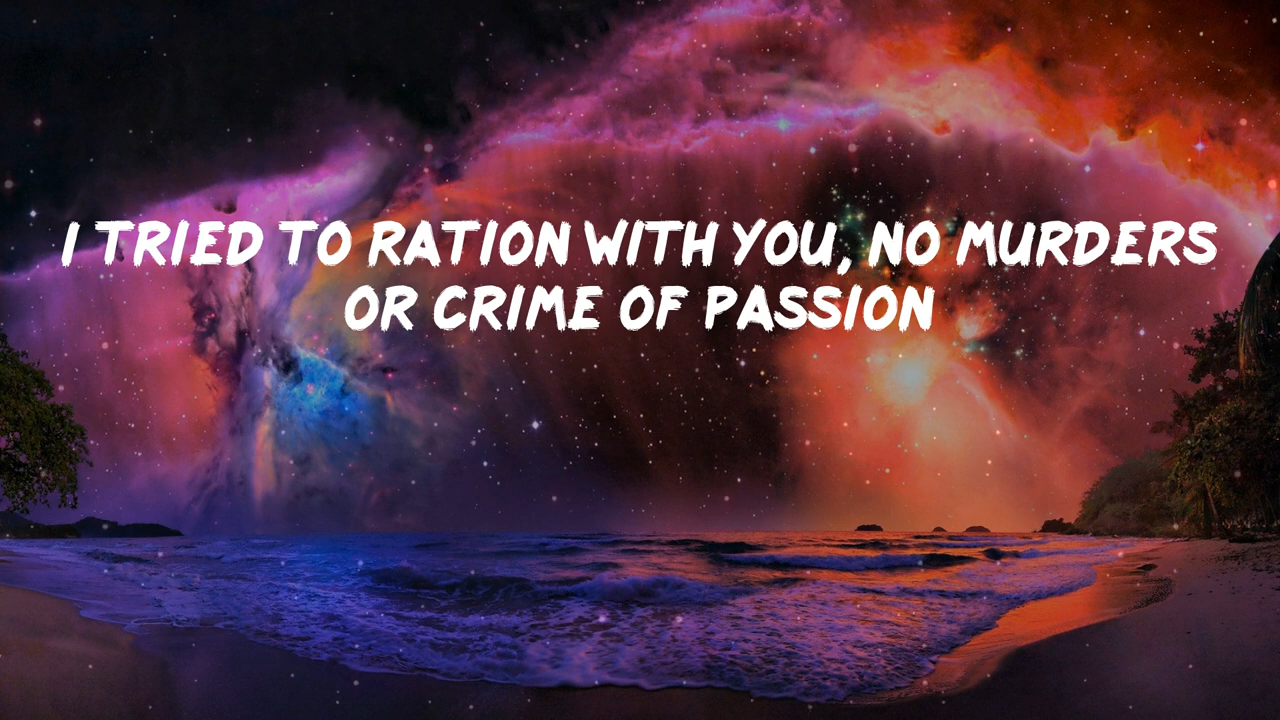 I TRIED TO RATION WITH YOU, NO MURDERS
OR CRIME OF PASSION